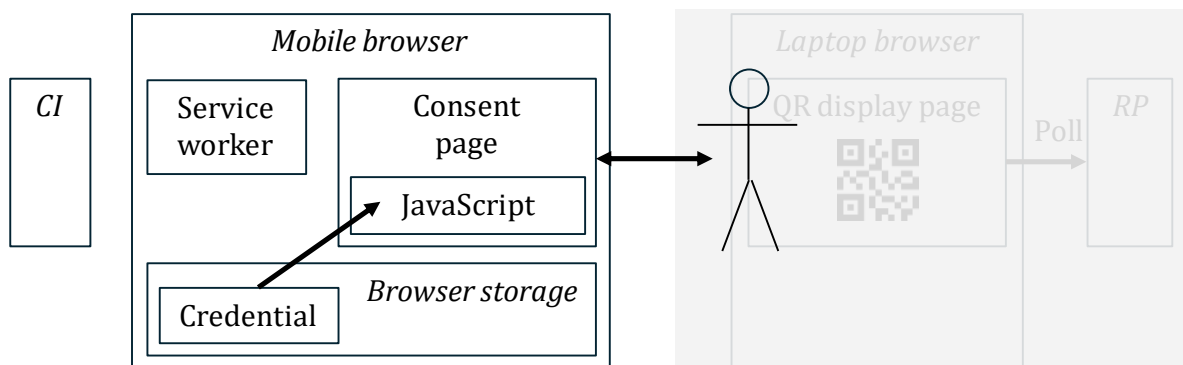 CI
Mobile browser
Service
worker
Consent
page
JavaScript
Browser storage
Credential
Laptop browser
QR display page
Poll
RP